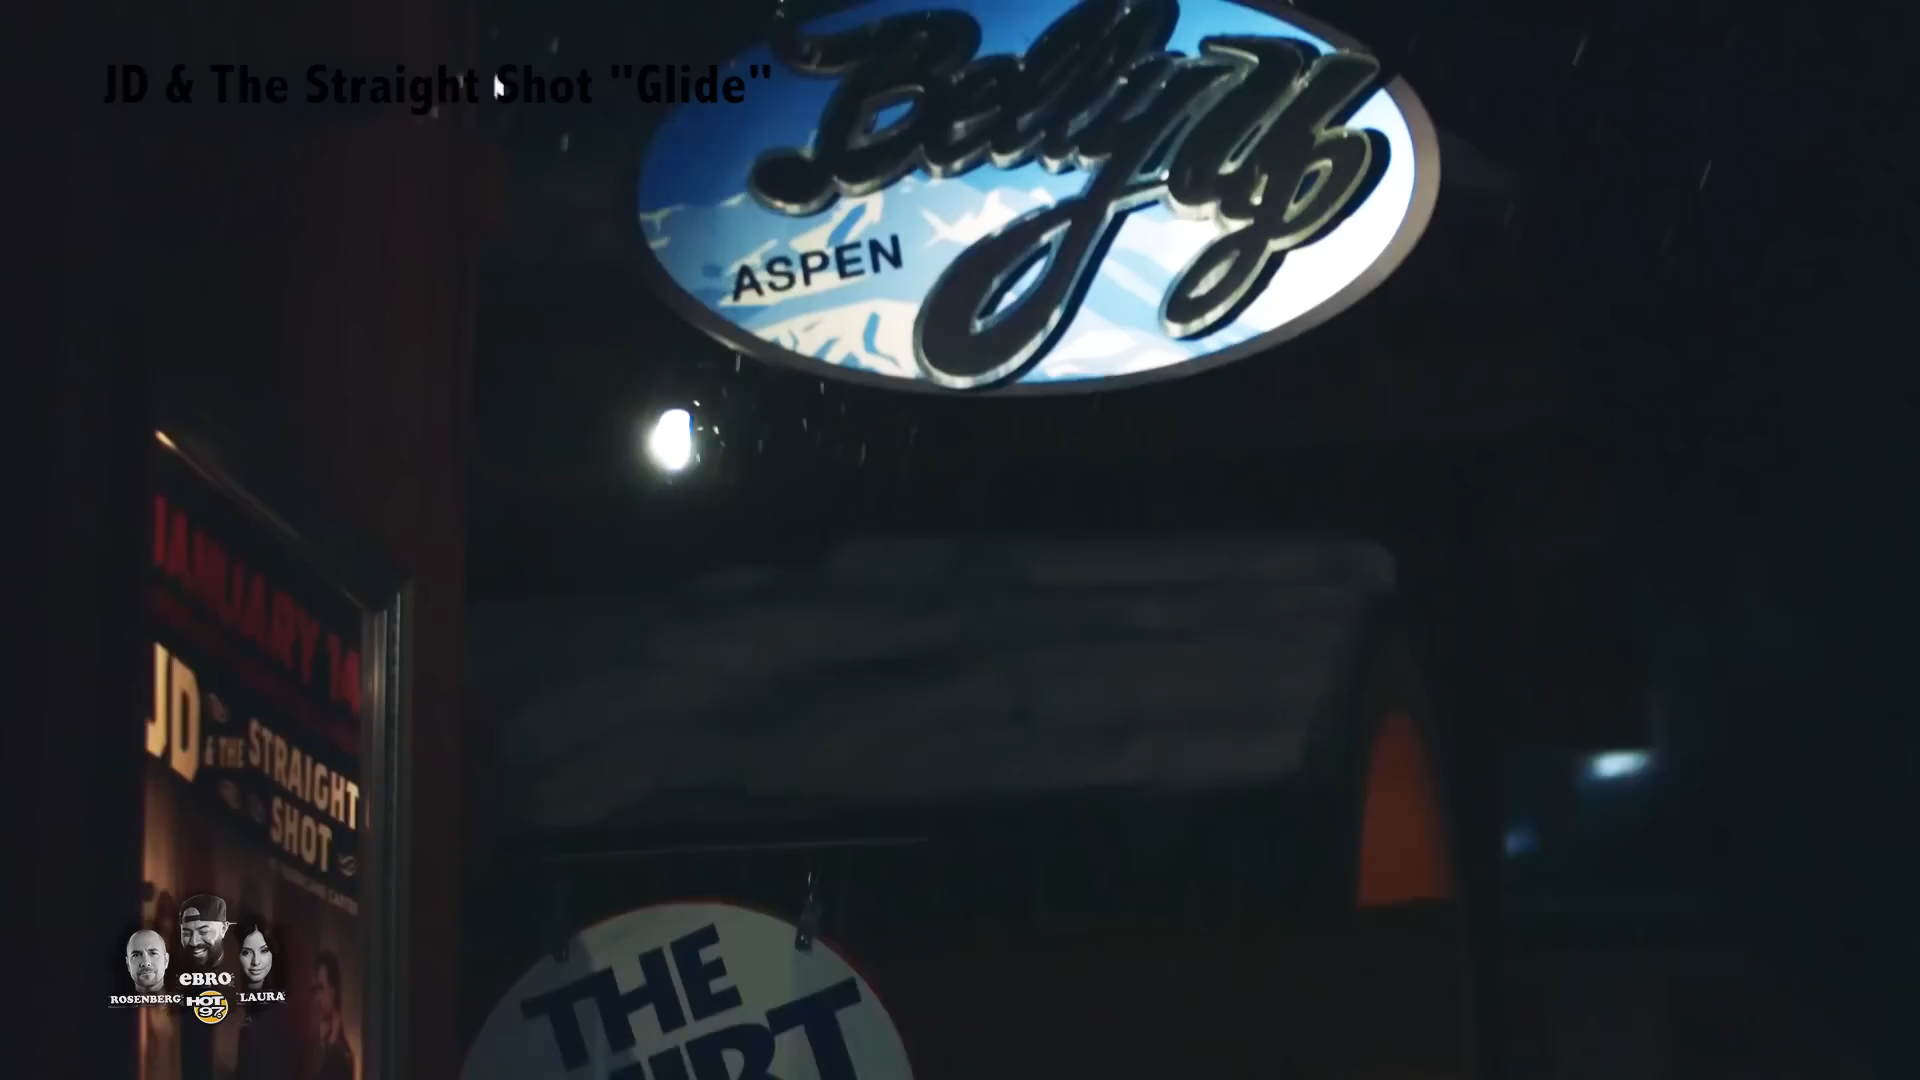 JD & The Straight Shot "Glide"
Belly Up
ASPEN
JANUARY 14
JD & THE STRAIGHT
SHOT
ROSENBERG
eBRO
LAURA
HOT
97
THE